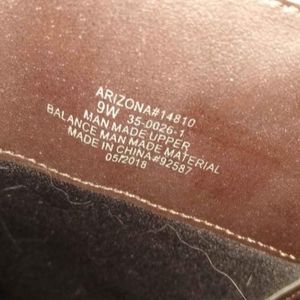 ARIZONA#14810
9W 35-0026-1
MAN MADE UPPER
BALANCE MAN MADE MATERIAL
MADE IN CHINA#92587
05/2018